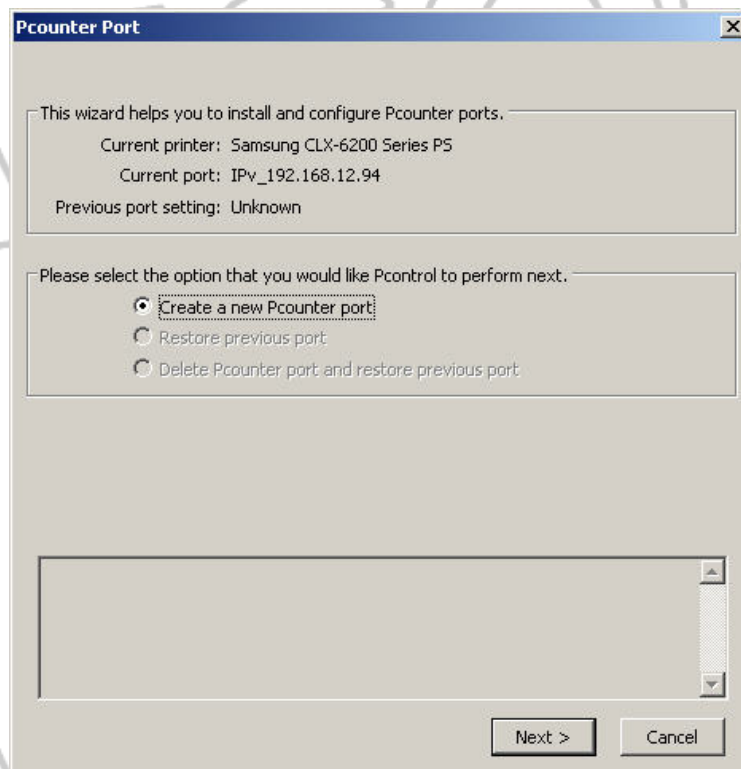 Pcounter Port
This wizard helps you to install and configure Pcounter ports.
Current printer: Samsung CLX-6200 Series PS
Current port: IPv_192.168.12.94
Previous port setting: Unknown
Please select the option that you would like Pcontrol to perform next.
Create a new Pcounter port
Restore previous port
Delete Pcounter port and restore previous port
Next >
Cancel